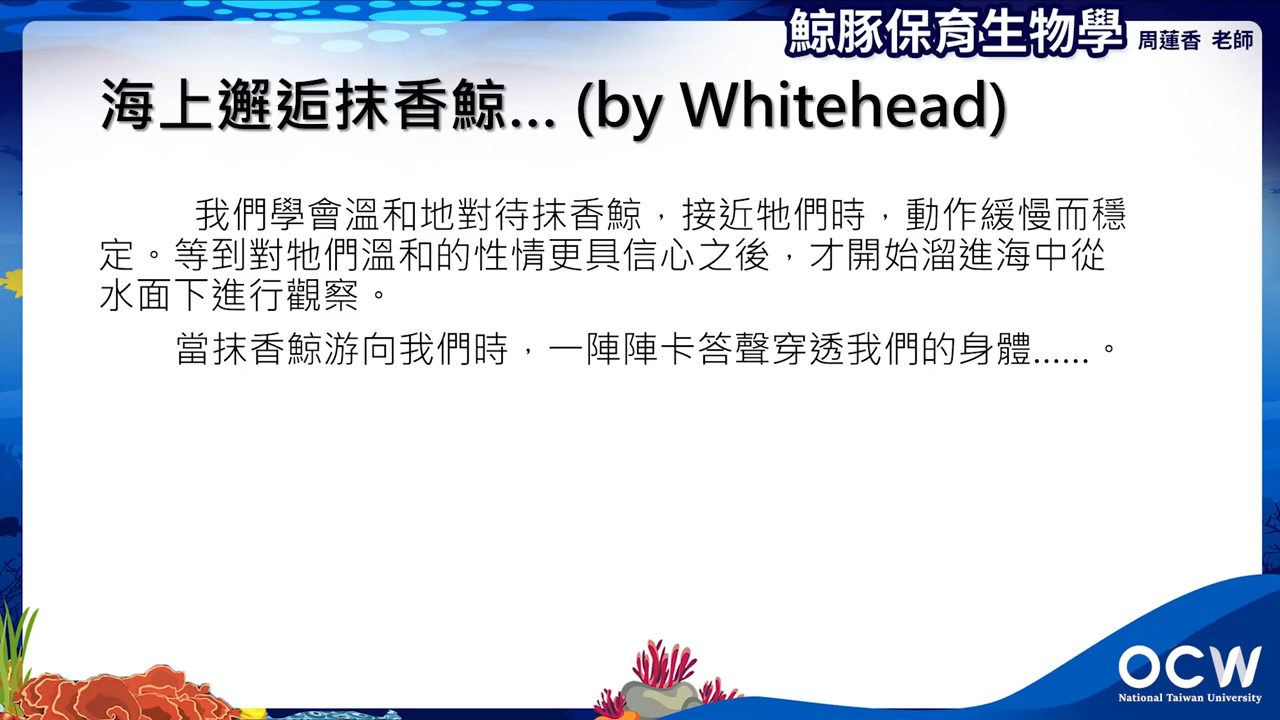 鯨豚保育生物學 周蓮香 老師
海上邂逅抹香鯨... (by Whitehead)
我們學會溫和地對待抹香鯨，接近牠們時，動作緩慢而穩
定。等到對牠們溫和的性情更具信心之後，才開始溜進海中從
水面下進行觀察。
當抹香鯨游向我們時，一陣陣卡答聲穿透我們的身體......。
OCW
National Taiwan University